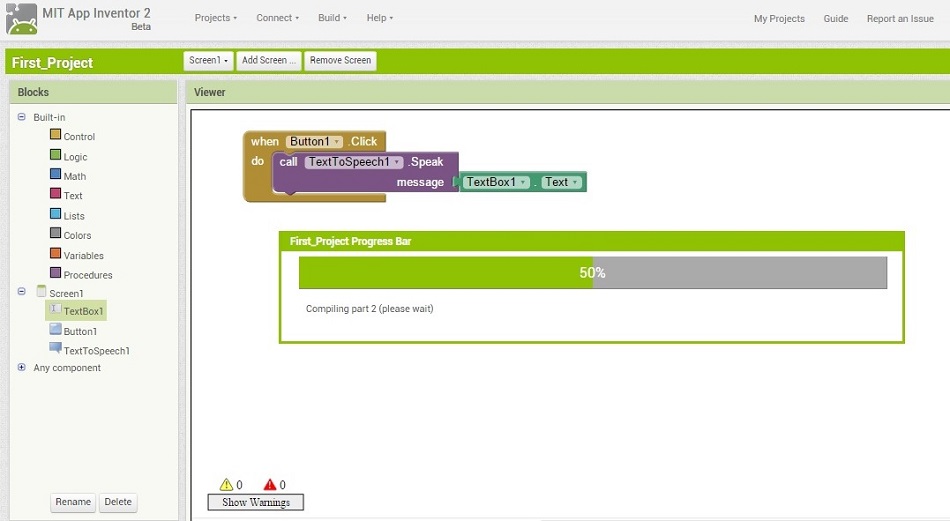 MIT App Inventor 2
Beta
Projects Connect Build Help
My Projects Guide Report an Issue
First_Project
Screen1 Add Screen ... Remove Screen
Blocks
Viewer
Built-in
Control
Logic
Math
Text
Lists
Colors
Variables
Procedures
Screen1
TextBox1
Button1
TextToSpeech1
Any component
Rename Delete
when Button1 .Click
do call TextToSpeech1 .Speak
message TextBox1 . Text
First_Project Progress Bar
50%
Compiling part 2 (please wait)
0 0
Show Warnings